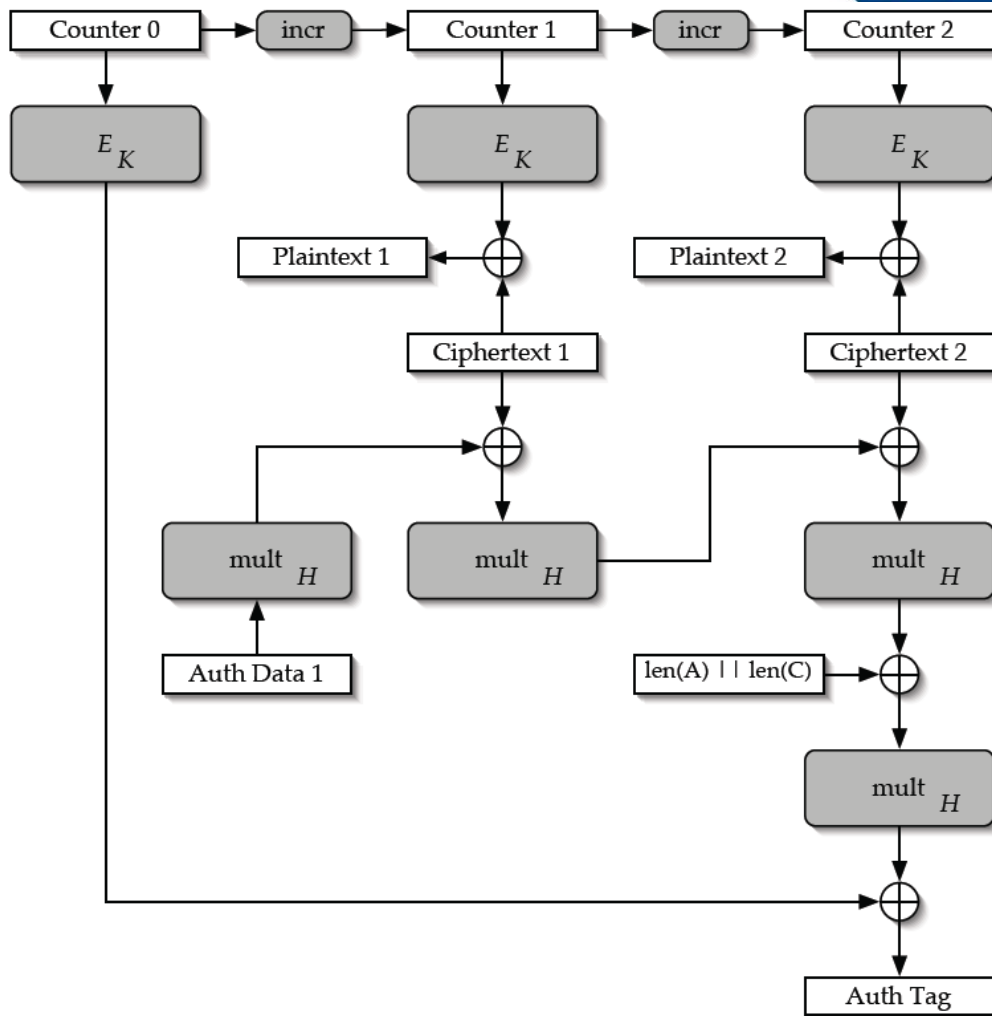 Counter 0
incr
Counter 1
incr
Counter 2
E K
E K
E K
Plaintext 1
Plaintext 2
Ciphertext 1
Ciphertext 2
mult H
mult H
mult H
Auth Data 1
len(A) || len(C)
mult H
Auth Tag